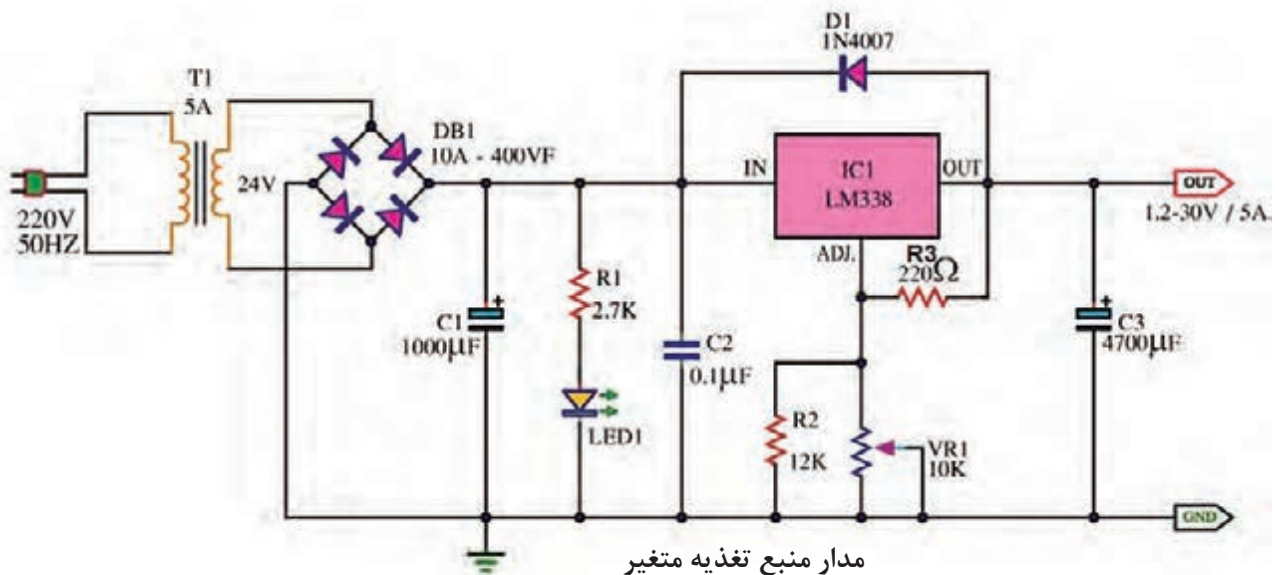 D1
1N4007
T1
5A
DB1
10A - 400VF
24V
220V
50HZ
IN
IC1
LM338
OUT
ADJ.
OUT
1.2-30V / 5A.
R3
220Ω
R1
2.7K
C1
1000µF
C2
0.1µF
C3
4700µF
LED1
R2
12K
VR1
10K
GND
مدار منبع تغذیه متغیر